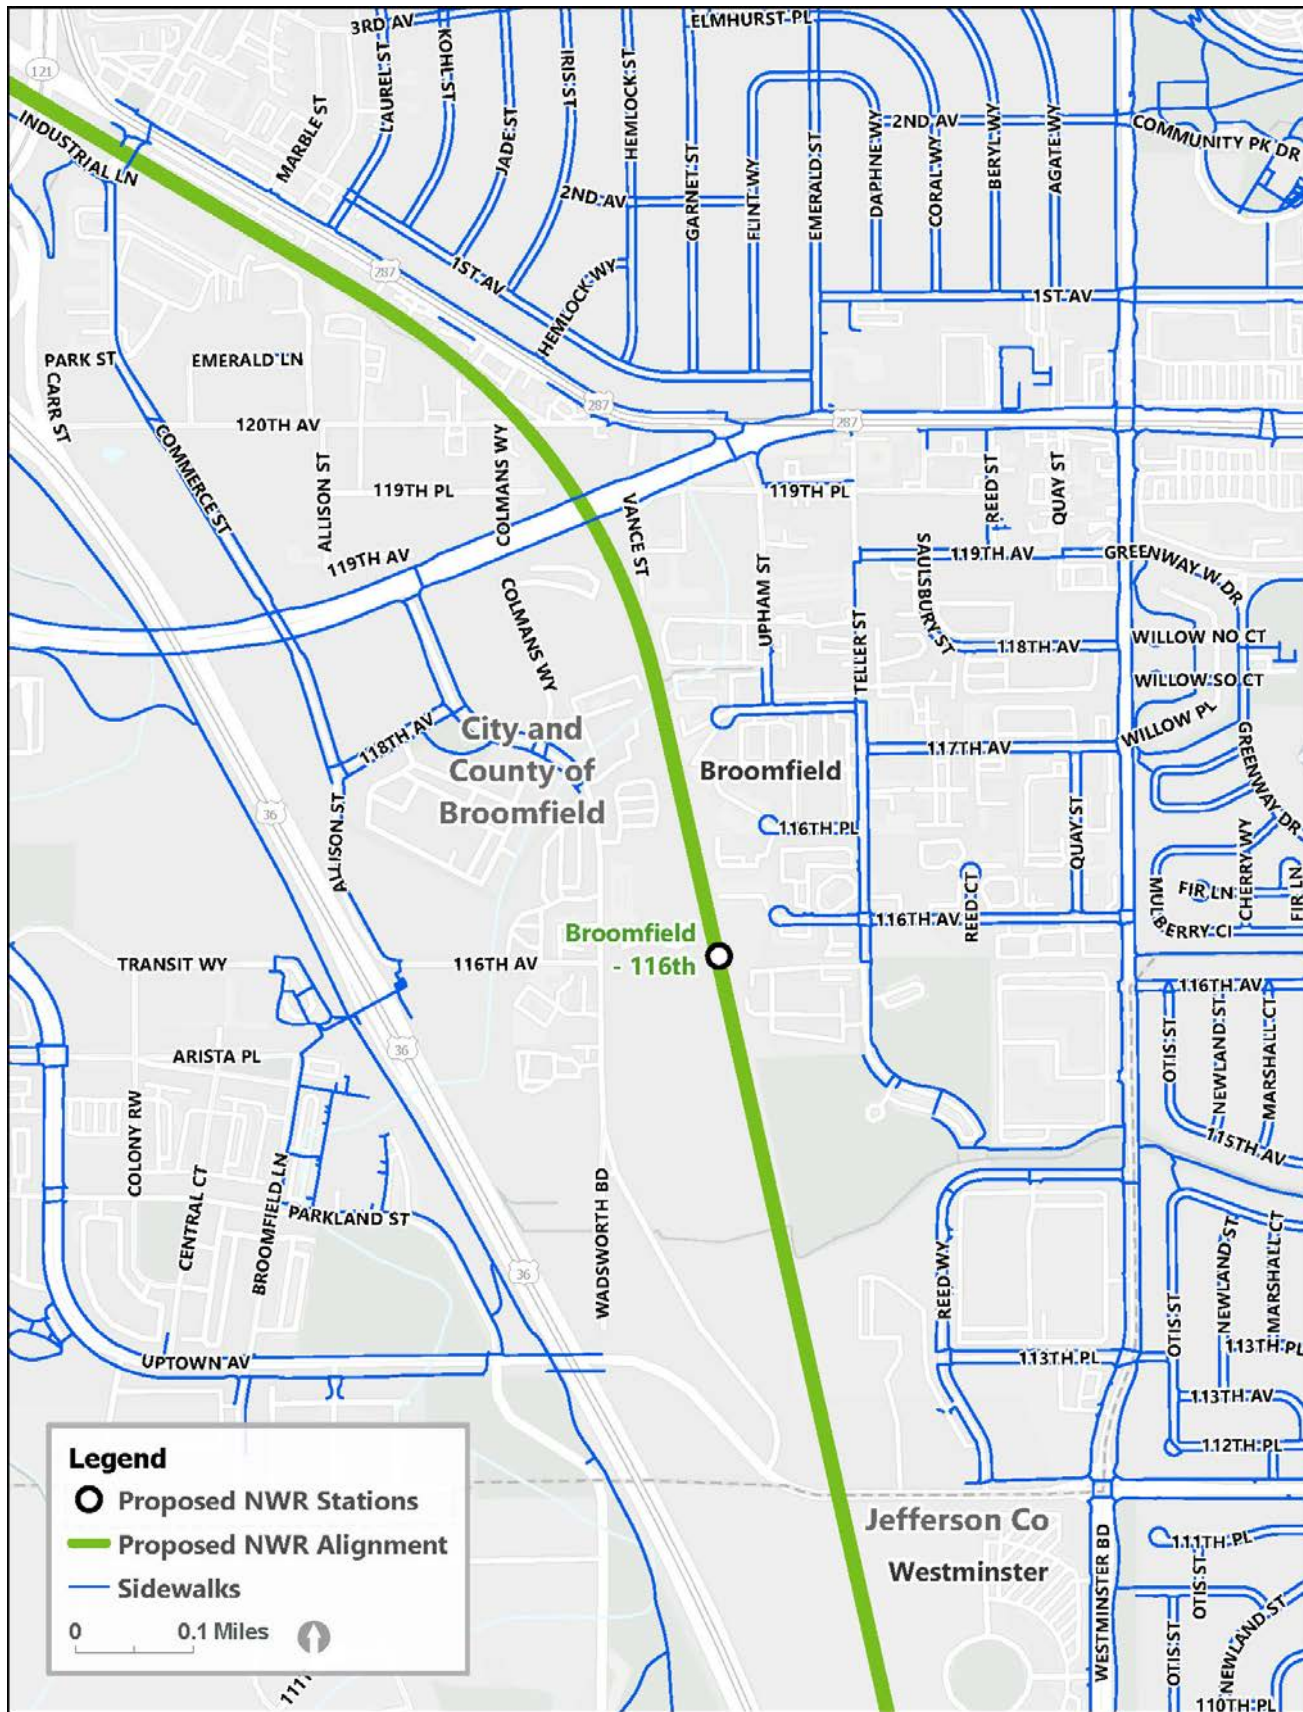 3RD AV
ELMHURST PL
LAUREL ST
KOHL ST
IRIS ST
HEMLOCK ST
121
MARBLE ST
JADE ST
2ND AV
COMMUNITY PK DR
INDUSTRIAL LN
2ND AV
GARNET ST
FLINT WY
EMERALD ST
DAPHNE WY
CORAL WY
BERYL WY
AGATE WY
287
1ST AV
HEMLOCK WY
1ST AV
PARK ST
EMERALD LN
CARR ST
287
287
120TH AV
COMMERCE ST
ALLISON ST
COLMANS WY
119TH PL
119TH PL
REED ST
QUAY ST
VANCE ST
119TH AV
119TH AV
GREENWAY W DR
UPHAM ST
SAULSBURY ST
COLMANS WY
TELLER ST
118TH AV
WILLOW NO CT
WILLOW SO CT
118TH AV
City and
County of
Broomfield
117TH AV
WILLOW PL
Broomfield
GREENWAY DR
36
ALLISON ST
116TH PL
QUAY ST
REED CT
116TH AV
MULBERRY CI
FIR LN
CHERRY WY
FIR LN
Broomfield
- 116th
TRANSIT WY
116TH AV
116TH AV
36
ARISTA PL
OTIS ST
NEWLAND ST
MARSHALL CT
COLONY RW
115TH AV
CENTRAL CT
BROOMFIELD LN
PARKLAND ST
WADSWORTH BD
36
REED WY
NEWLAND ST
MARSHALL CT
OTIS ST
UPTOWN AV
113TH PL
113TH PL
113TH AV
112TH PL
Legend
Proposed NWR Stations
Proposed NWR Alignment
Sidewalks
0 0.1 Miles
Jefferson Co
Westminster
WESTMINSTER BD
111TH PL
OTIS ST
OTIS ST
NEWLAND ST
110TH PL